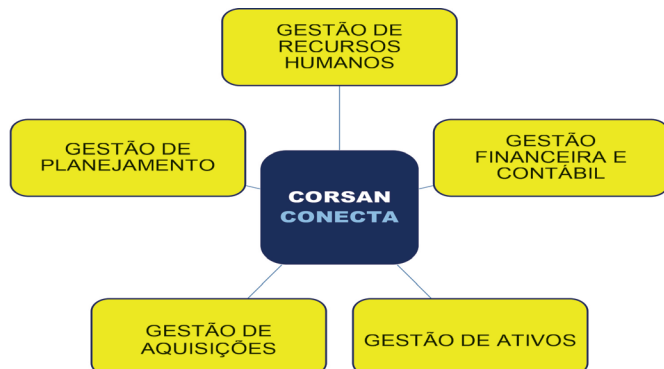 GESTÃO DE
RECURSOS
HUMANOS
GESTÃO DE
PLANEJAMENTO
GESTÃO
FINANCEIRA E
CONTÁBIL
CORSAN
CONECTA
GESTÃO DE
AQUISIÇÕES
GESTÃO DE ATIVOS